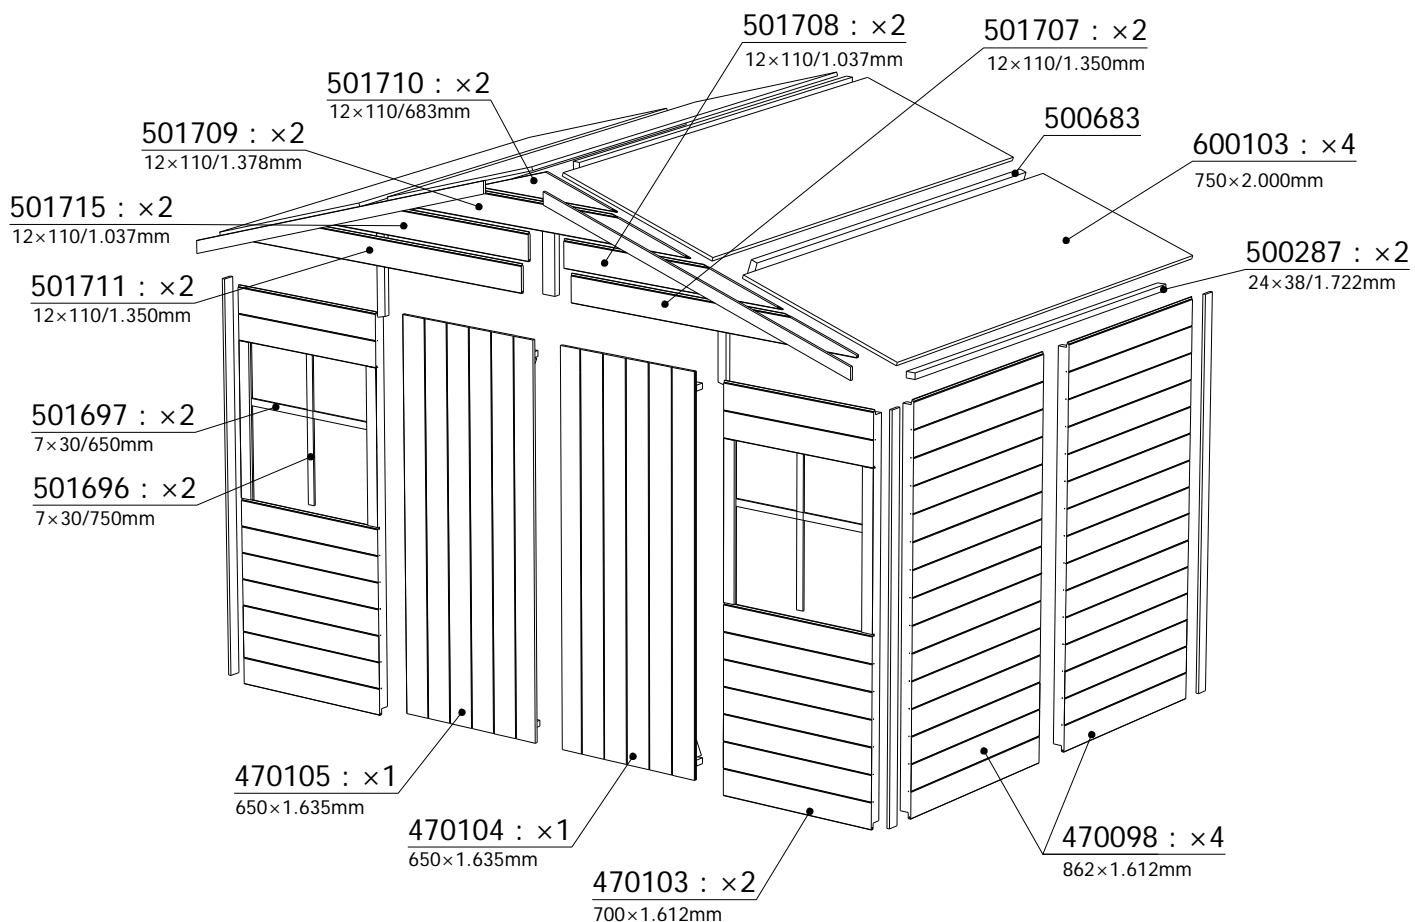 501708 : ×2
12×110/1.037mm
501707 : ×2
12×110/1.350mm
501710 : ×2
12×110/683mm
500683
501709 : ×2
12×110/1.378mm
600103 : ×4
750×2.000mm
501715 : ×2
12×110/1.037mm
500287 : ×2
24×38/1.722mm
501711 : ×2
12×110/1.350mm
501697 : ×2
7×30/650mm
501696 : ×2
7×30/750mm
470105 : ×1
650×1.635mm
470104 : ×1
650×1.635mm
470098 : ×4
862×1.612mm
470103 : ×2
700×1.612mm